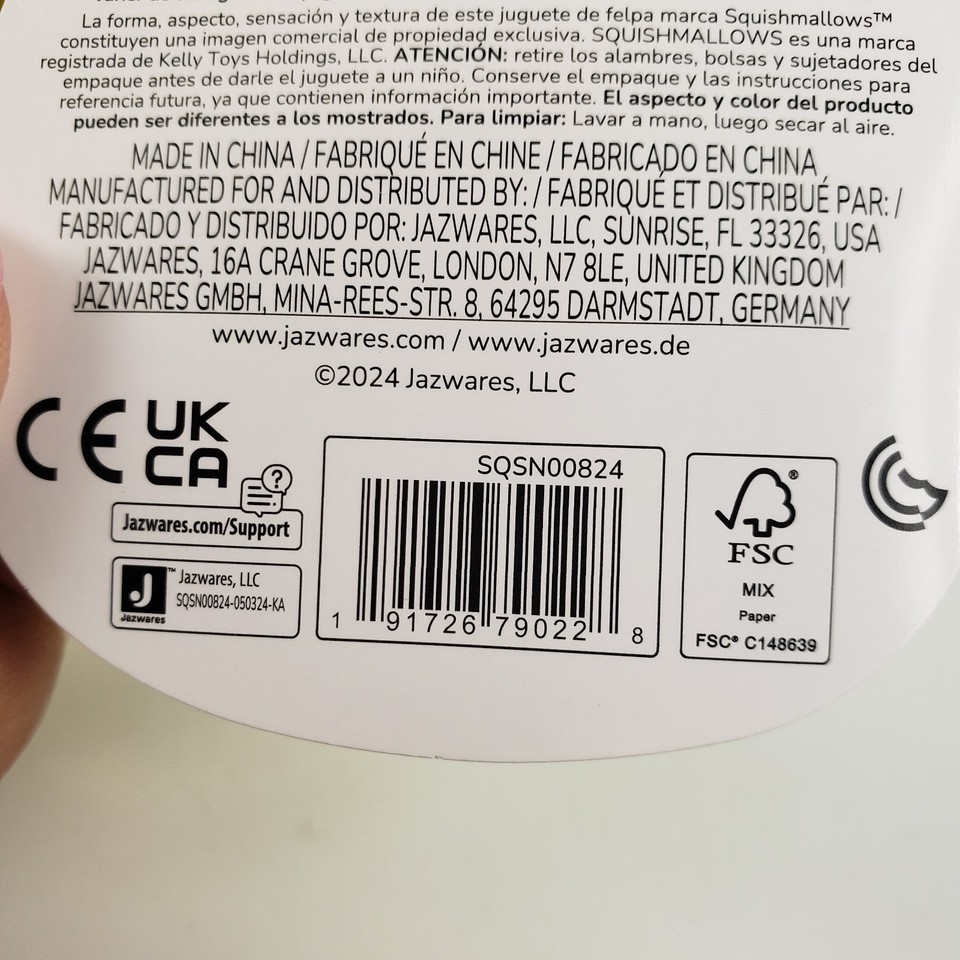 La forma, aspecto, sensación y textura de este juguete de felpa marca Squishmallows™
constituyen una imagen comercial de propiedad exclusiva. SQUISHMALLOWS es una marca
registrada de Kelly Toys Holdings, LLC. ATENCIÓN: retire los alambres, bolsas y sujetadores del
empaque antes de darle el juguete a un niño. Conserve el empaque y las instrucciones para
referencia futura, ya que contienen información importante. El aspecto y color del producto
pueden ser diferentes a los mostrados. Para limpiar: Lavar a mano, luego secar al aire.
MADE IN CHINA / FABRIQUÉ EN CHINE / FABRICADO EN CHINA
MANUFACTURED FOR AND DISTRIBUTED BY: / FABRIQUÉ ET DISTRIBUÉ PAR: /
FABRICADO Y DISTRIBUIDO POR: JAZWARES, LLC, SUNRISE, FL 33326, USA
JAZWARES, 16A CRANE GROVE, LONDON, N7 8LE, UNITED KINGDOM
JAZWARES GMBH, MINA-REES-STR. 8, 64295 DARMSTADT, GERMANY
www.jazwares.com / www.jazwares.de
©2024 Jazwares, LLC
CE
UK
CA
?
Jazwares.com/Support
J™
Jazwares
Jazwares, LLC
SQSN00824-050324-KA
SQSN00824
1 91726 79022 8
®
FSC
MIX
Paper
FSC® C148639